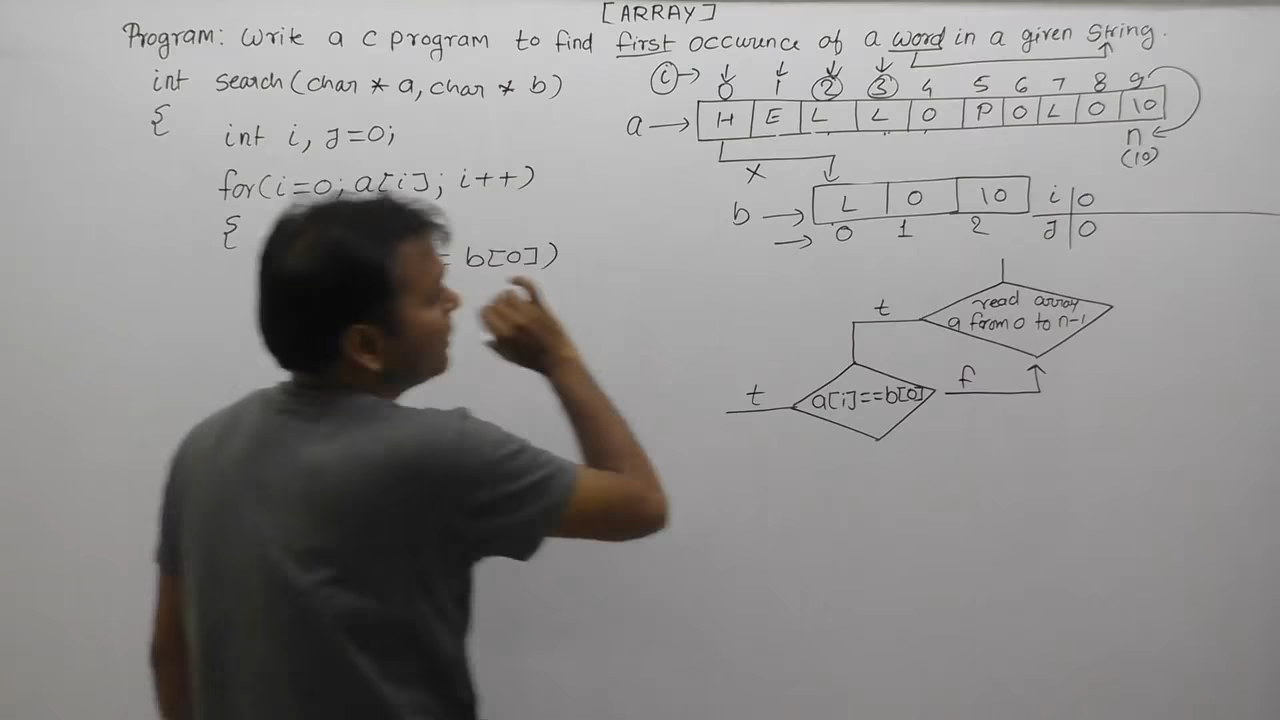 [ARRAY]
Program: Write a C program to find first occurence of a word in a given String.
int search(char * a, char * b)
{
int i, J=0;
for(i=0; a[i]; i++)
{
= b[0])
C → 0 1 2 3 4 5 6 7 8 9
a → H E L L O P O L O 10
n
(10)
x
b → L O 10
→ 0 1 2
i 0
J 0
read array
a from 0 to n-1
t
a[i]==b[0]
t
f